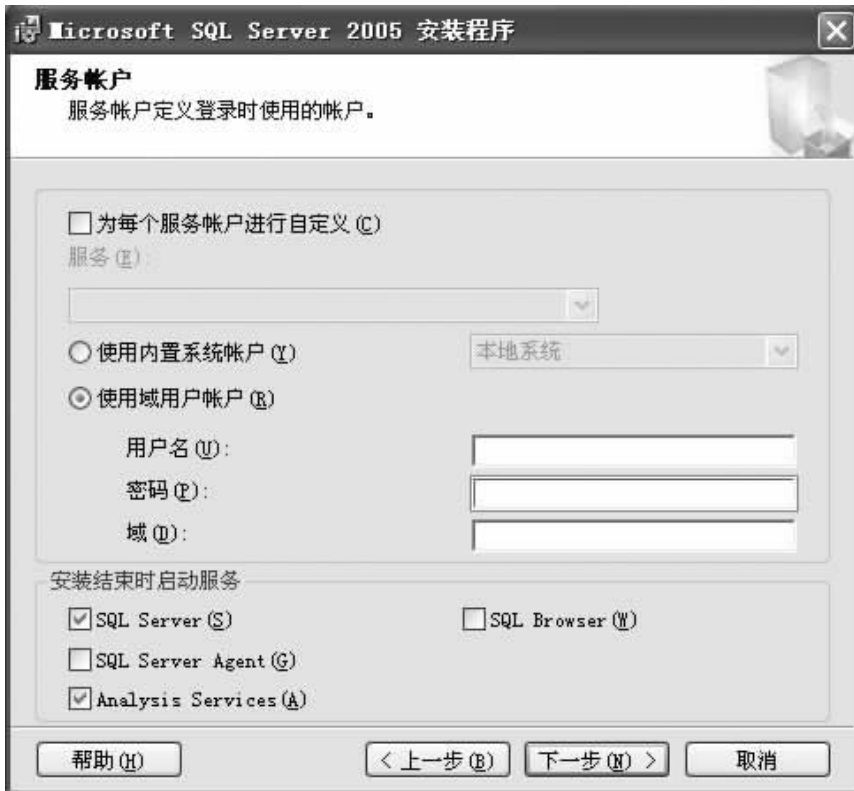 Microsoft SQL Server 2005 安装程序
服务帐户
服务帐户定义登录时使用的帐户。
为每个服务帐户进行自定义(C)
服务(E):
使用内置系统帐户(Y) 本地系统
使用域用户帐户(R)
用户名(U):
密码(P):
域(D):
安装结束时启动服务
SQL Server(S) SQL Browser(W)
SQL Server Agent(G)
Analysis Services(A)
帮助(H) < 上一步(B) 下一步(N) > 取消